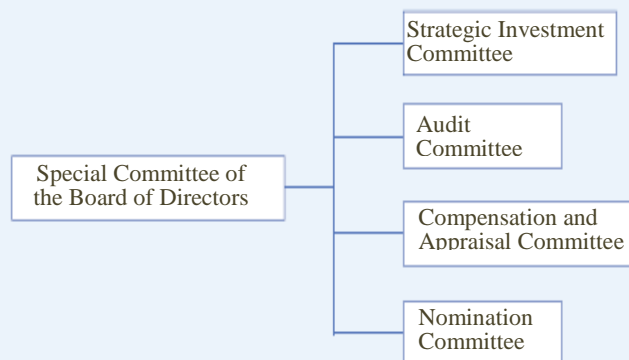 Strategic Investment
Committee
Audit
Committee
Special Committee of
the Board of Directors
Compensation and
Appraisal Committee
Nomination
Committee